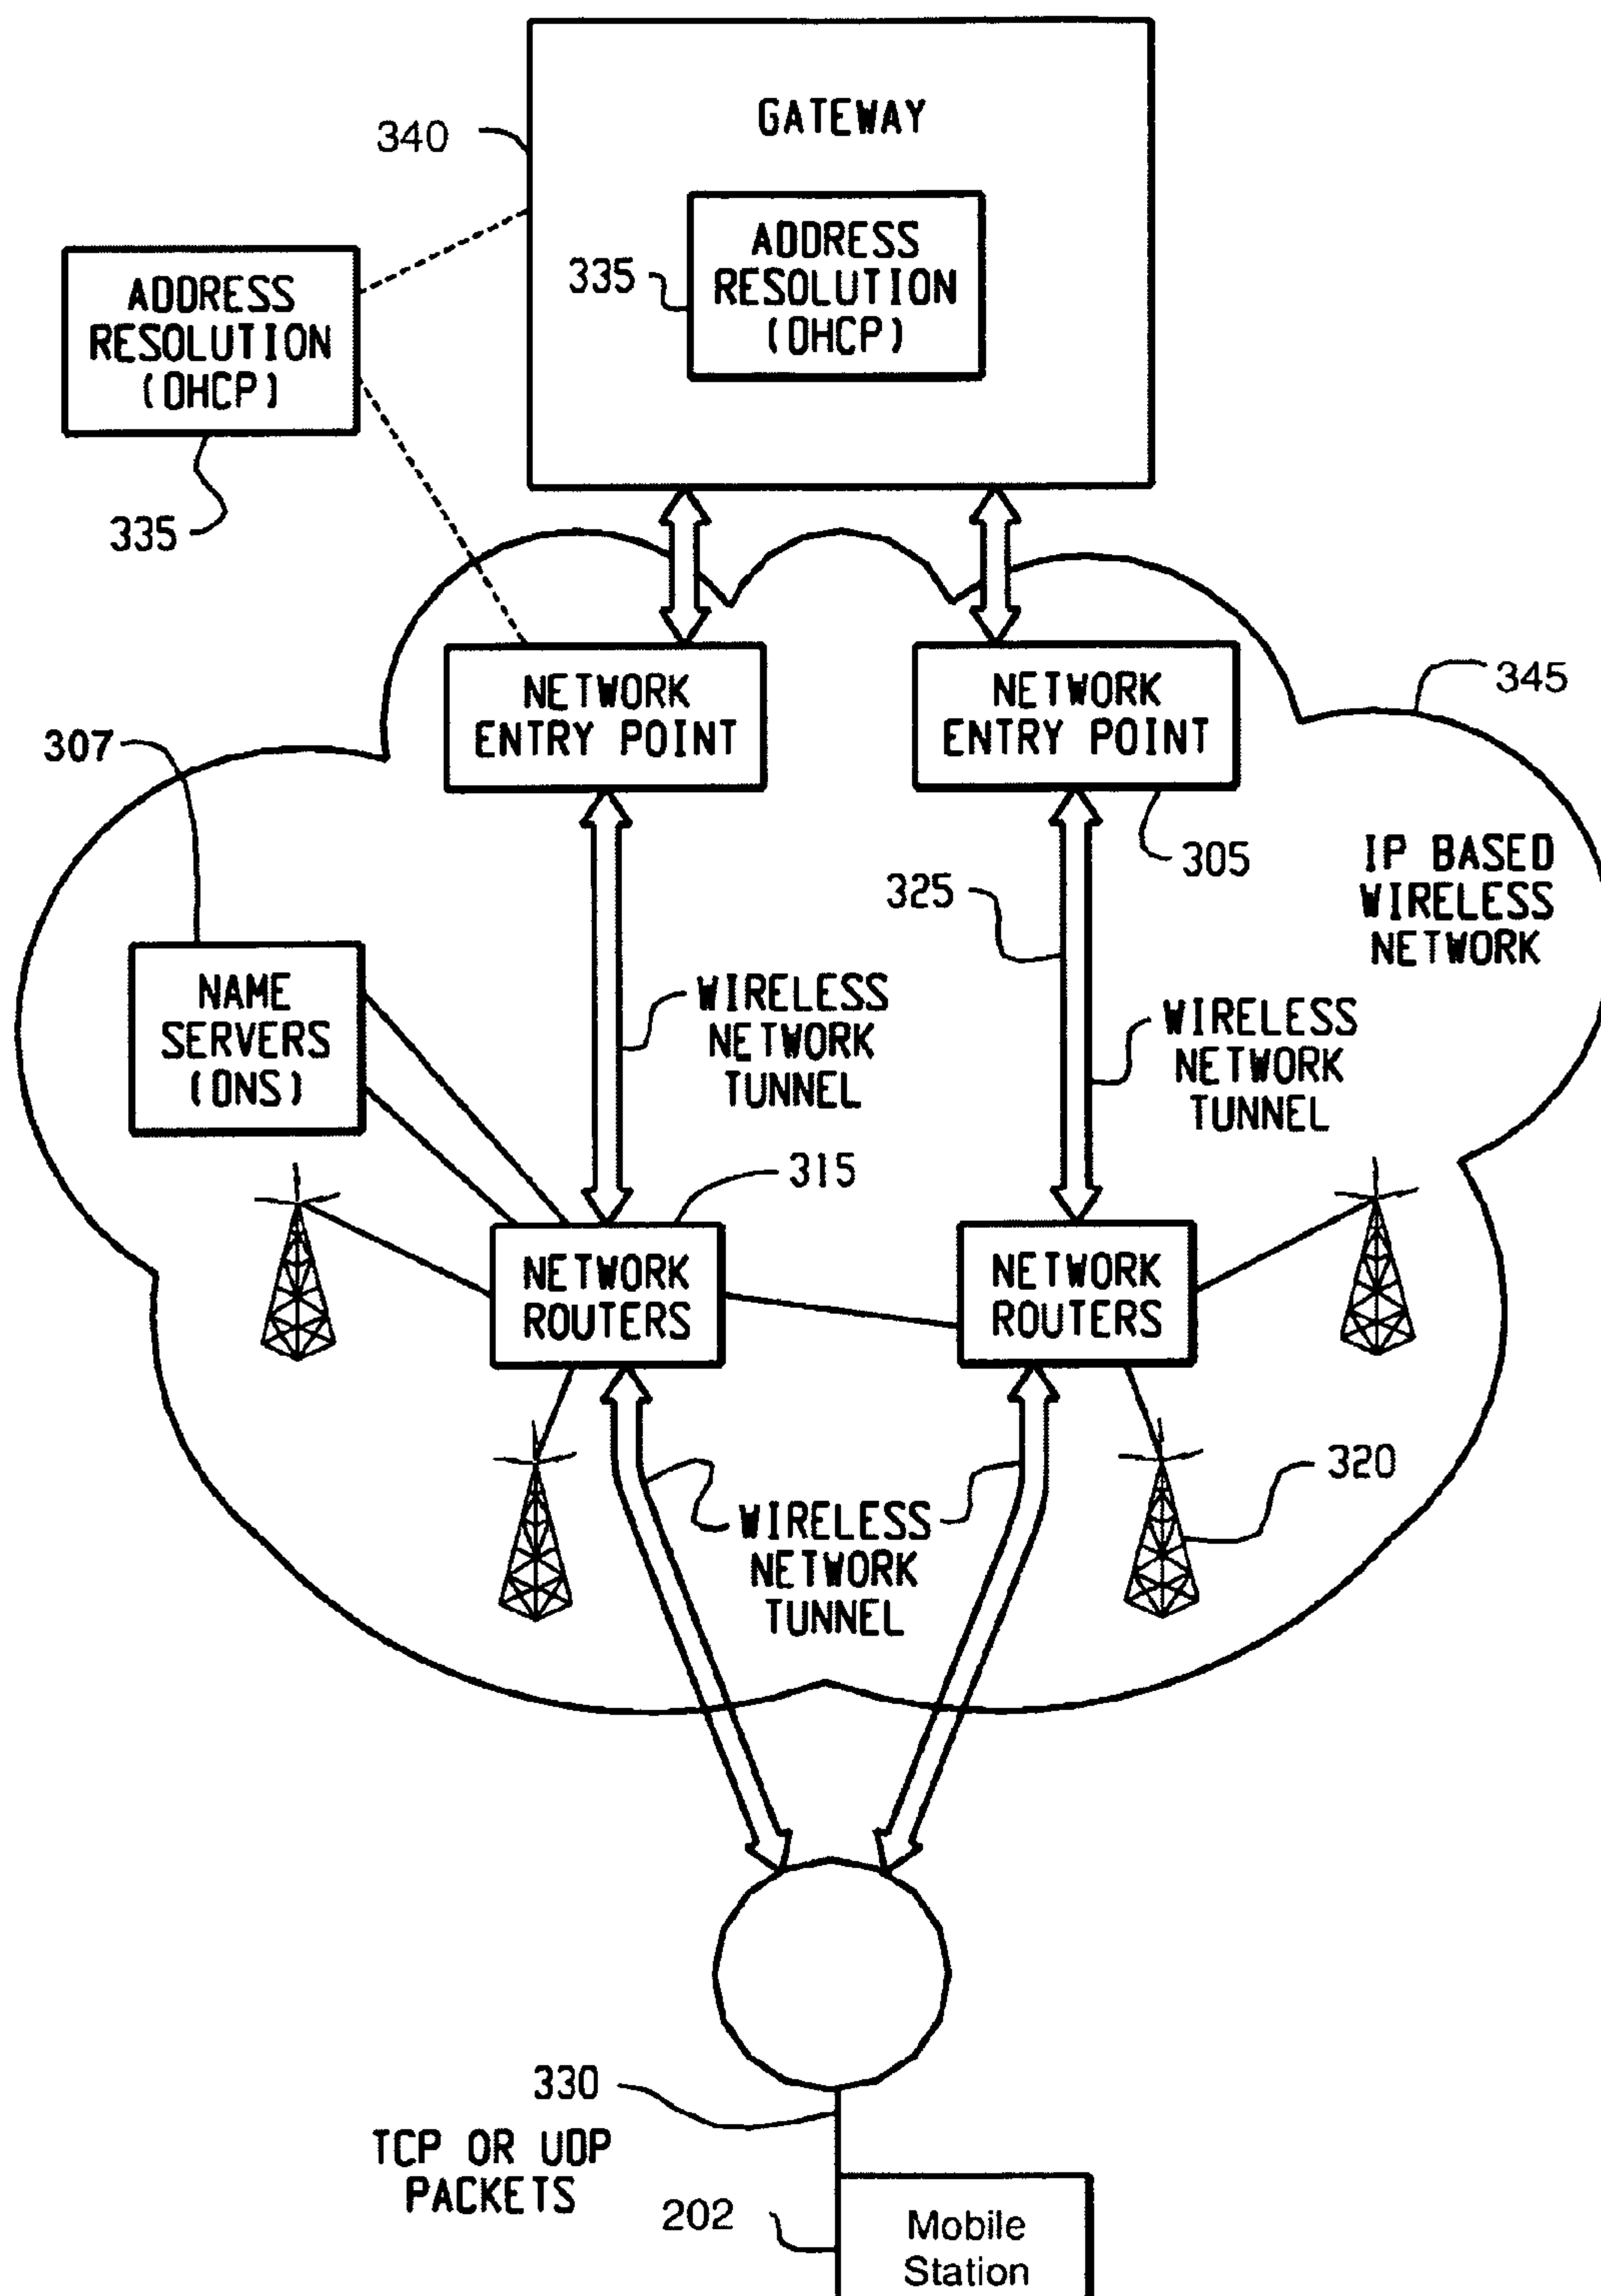 GATEWAY
340
ADDRESS
RESOLUTION
(DHCP)
335
ADDRESS
RESOLUTION
(DHCP)
335
NETWORK
ENTRY POINT
NETWORK
ENTRY POINT
345
307
305
325
IP BASED
WIRELESS
NETWORK
NAME
SERVERS
(DNS)
WIRELESS
NETWORK
TUNNEL
WIRELESS
NETWORK
TUNNEL
315
NETWORK
ROUTERS
NETWORK
ROUTERS
320
WIRELESS
NETWORK
TUNNEL
330
TCP OR UDP
PACKETS
202
Mobile
Station